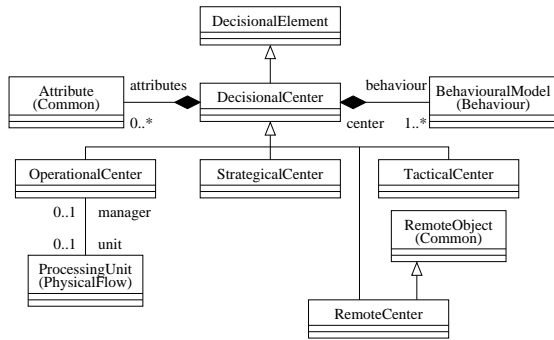 DecisionalElement
Attribute
(Common)
attributes
0..*
DecisionalCenter
behaviour
center
1..*
BehaviouralModel
(Behaviour)
OperationalCenter
StrategicalCenter
TacticalCenter
0..1 manager
0..1 unit
ProcessingUnit
(PhysicalFlow)
RemoteObject
(Common)
RemoteCenter